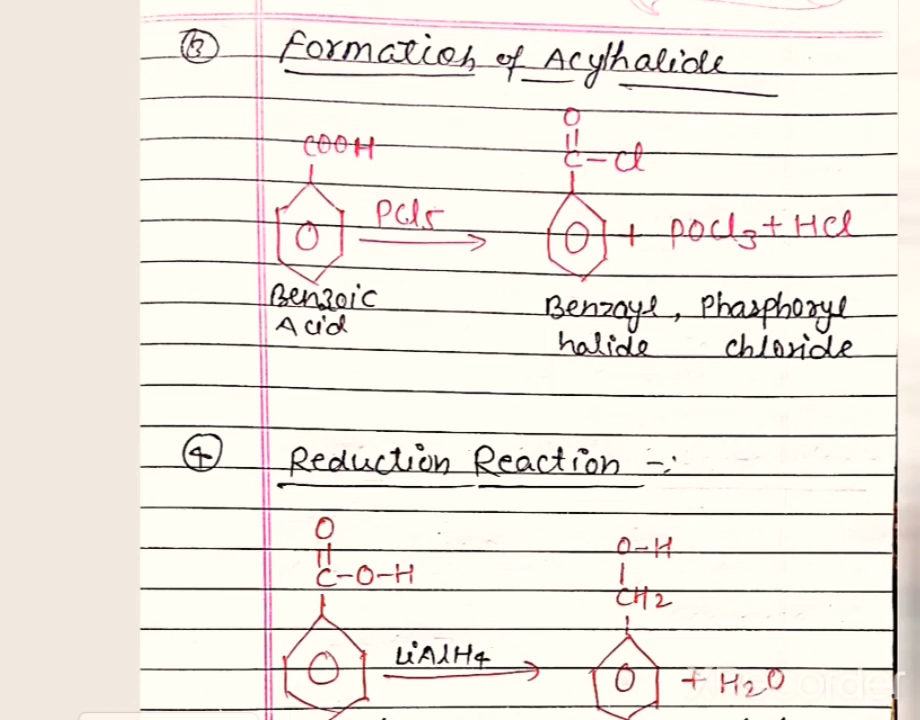 ③ Formation of Acylhalide
O
||
COOH C-Cl
PCl5 + POCl3 + HCl
Benzoic Benzoyl, Phasphoryl
Acid halide chloride
④ Reduction Reaction -:
O
|| O-H
C-O-H |
CH2
LiAlH4 + H2O